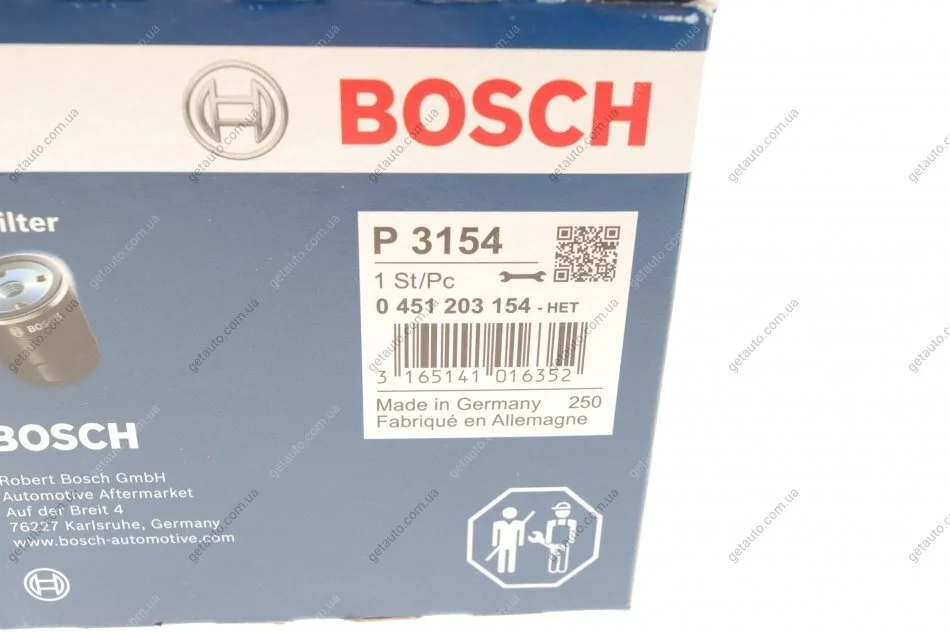 BOSCH
ilter
P 3154
1 St/Pc
0 451 203 154 - HET
3 165141 016352
Made in Germany 250
Fabriqué en Allemagne
BOSCH
BOSCH
Robert Bosch GmbH
Automotive Aftermarket
Auf der Breit 4
76227 Karlsruhe, Germany
www.bosch-automotive.com
getauto.com.ua